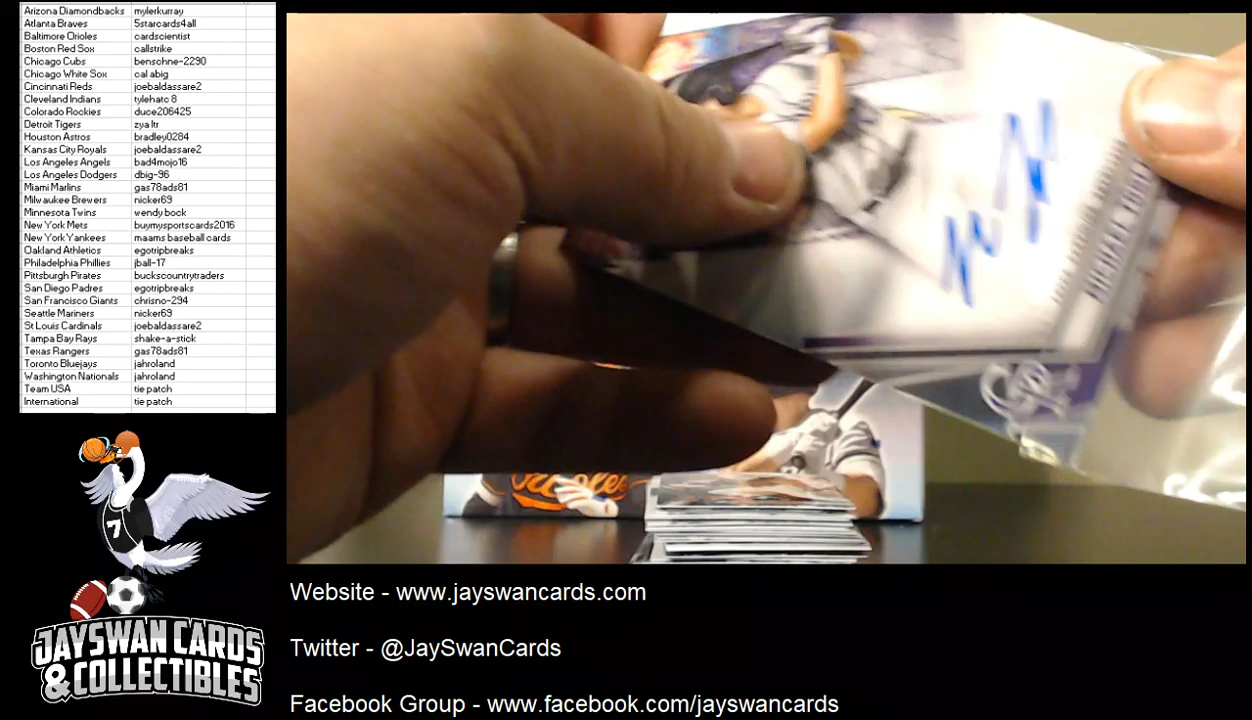 Arizona Diamondbacks mylerkurray
Atlanta Braves 5starcards4all
Baltimore Orioles cardscientist
Boston Red Sox callstrike
Chicago Cubs benschne-2290
Chicago White Sox cal abig
Cincinnati Reds joebaldassare2
Cleveland Indians tylehatc 8
Colorado Rockies duce206425
Detroit Tigers zya ltr
Houston Astros bradley0284
Kansas City Royals joebaldassare2
Los Angeles Angels bad4mojo16
Los Angeles Dodgers dbig-96
Miami Marlins gas78ads81
Milwaukee Brewers nicker69
Minnesota Twins wendy bock
New York Mets buymysportscards2016
New York Yankees maams baseball cards
Oakland Athletics egotripbreaks
Philadelphia Phillies jball-17
Pittsburgh Pirates buckscountrytraders
San Diego Padres egotripbreaks
San Francisco Giants chrisno-294
Seattle Mariners nicker69
St Louis Cardinals joebaldassare2
Tampa Bay Rays shake-a-stick
Texas Rangers gas78ads81
Toronto Bluejays jahroland
Washington Nationals jahroland
Team USA tie patch
International tie patch
Orioles
7
JAYSWAN CARDS
& COLLECTIBLES
Website - www.jayswancards.com
Twitter - @JaySwanCards
Facebook Group - www.facebook.com/jayswancards